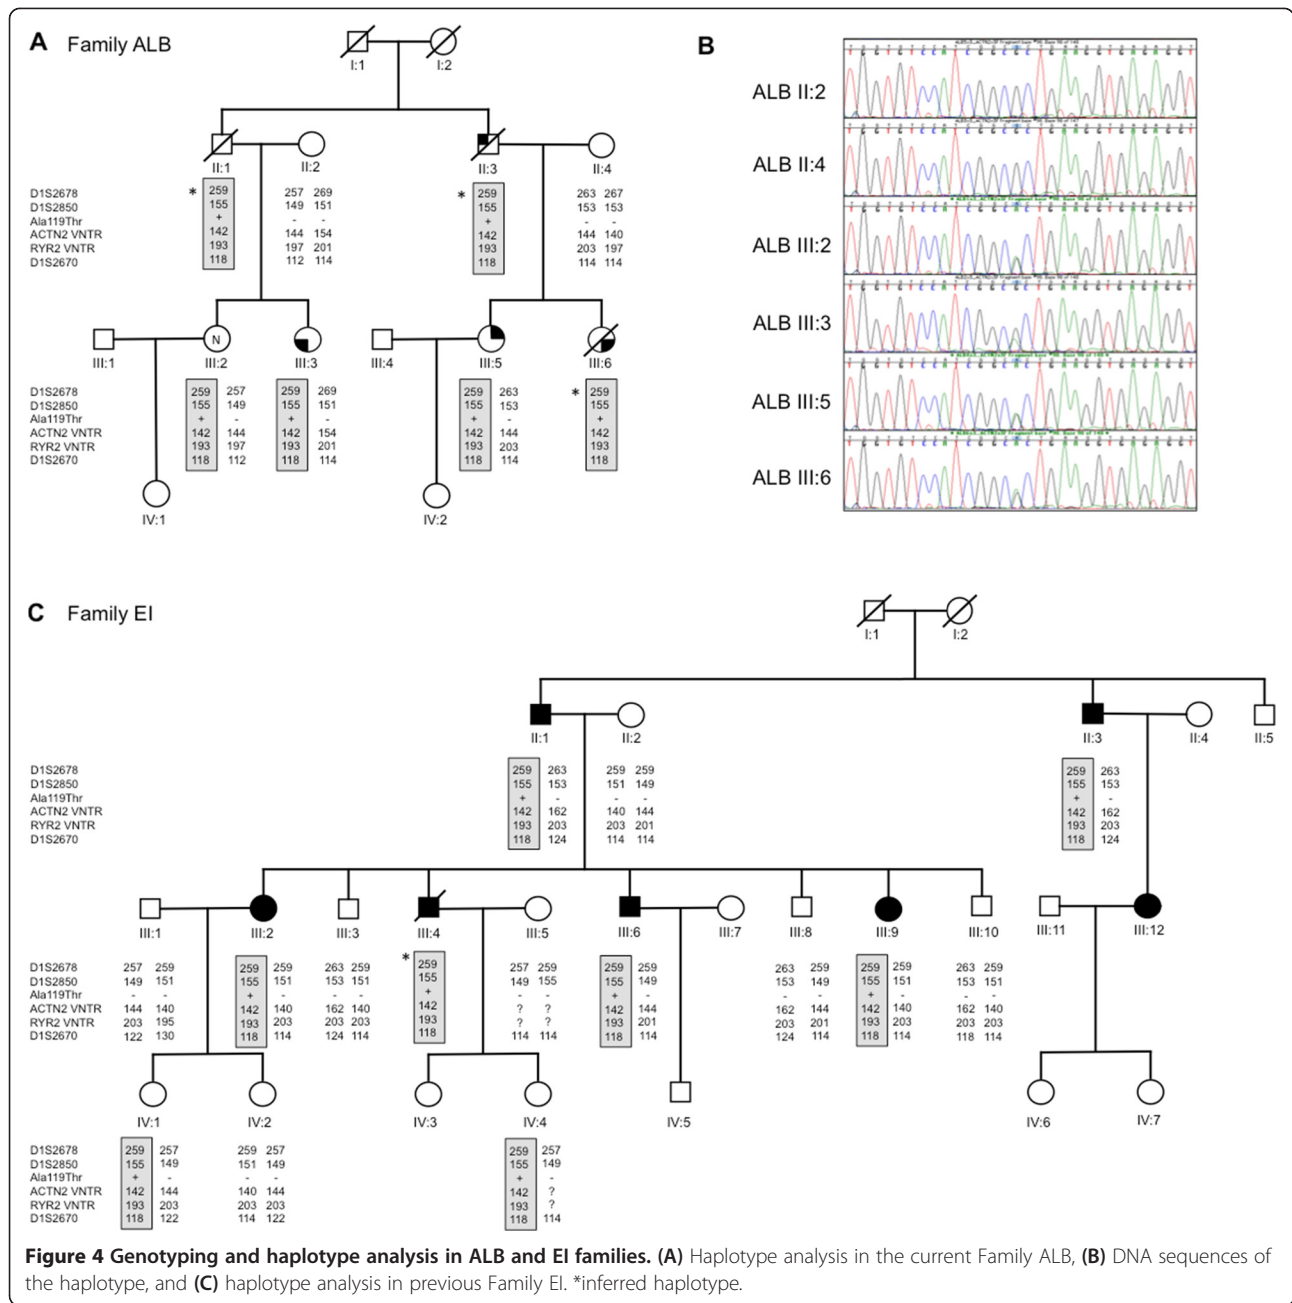 A Family ALB
B
I:1 I:2
ALB II:2
ALB II:4
ALB III:2
ALB III:3
ALB III:5
ALB III:6
II:1 II:2 II:3 II:4
D1S2678 * 259 257 269 * 259 263 267
D1S2850 155 149 151 155 153 153
Ala119Thr + - - + - -
ACTN2 VNTR 142 144 154 142 144 140
RYR2 VNTR 193 197 201 193 203 197
D1S2670 118 112 114 118 114 114
N
III:1 III:2 III:3 III:4 III:5 III:6
D1S2678 259 257 259 269 259 263 * 259
D1S2850 155 149 155 151 155 153 155
Ala119Thr + - + - + - +
ACTN2 VNTR 142 144 142 154 142 144 142
RYR2 VNTR 193 197 193 201 193 203 193
D1S2670 118 112 118 114 118 114 118
IV:1 IV:2
C Family EI
I:1 I:2
II:1 II:2 II:3 II:4 II:5
D1S2678 259 263 259 259 259 263
D1S2850 155 153 151 149 155 153
Ala119Thr + - - - + -
ACTN2 VNTR 142 162 140 144 142 162
RYR2 VNTR 193 203 203 201 193 203
D1S2670 118 124 114 114 118 124
III:1 III:2 III:3 III:4 III:5 III:6 III:7 III:8 III:9 III:10 III:11 III:12
D1S2678 257 259 259 259 263 259 * 259 257 259 259 259 263 259 259 259 263 259
D1S2850 149 151 155 151 153 151 155 149 155 155 149 153 149 155 151 153 151
Ala119Thr - - + - - - + - - + - - - + - - -
ACTN2 VNTR 144 140 142 140 162 140 142 ? ? 142 144 162 144 142 140 162 140
RYR2 VNTR 203 195 193 203 203 203 193 ? ? 193 201 203 201 193 203 203 203
D1S2670 122 130 118 114 124 114 118 114 114 118 114 124 114 118 114 118 114
IV:1 IV:2 IV:3 IV:4 IV:5 IV:6 IV:7
D1S2678 259 257 259 257 259 257
D1S2850 155 149 151 149 155 149
Ala119Thr + - - - + -
ACTN2 VNTR 142 144 140 144 142 ?
RYR2 VNTR 193 203 203 203 193 ?
D1S2670 118 122 114 122 118 114
Figure 4 Genotyping and haplotype analysis in ALB and EI families. (A) Haplotype analysis in the current Family ALB, (B) DNA sequences of
the haplotype, and (C) haplotype analysis in previous Family EI. *inferred haplotype.